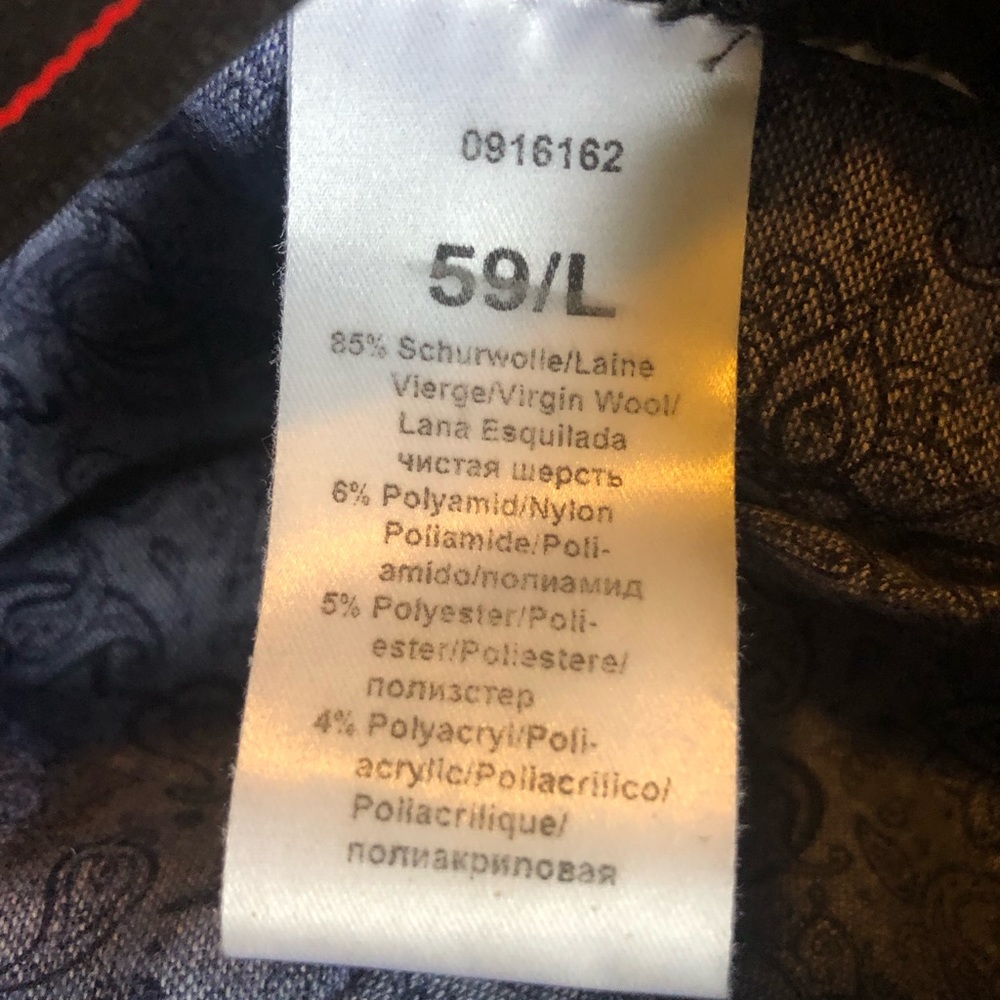 0916162
59/L
85% Schurwolle/Laine
Vierge/Virgin Wool/
Lana Esquilada
чистая шерсть
6% Polyamid/Nylon
Poliamide/Poli-
amido/полиамид
5% Polyester/Poli-
ester/Poliestere/
полизстер
4% Polyacryl/Poli-
acrylic/Poliacrilico/
Poliacrilique/
полиакриловая